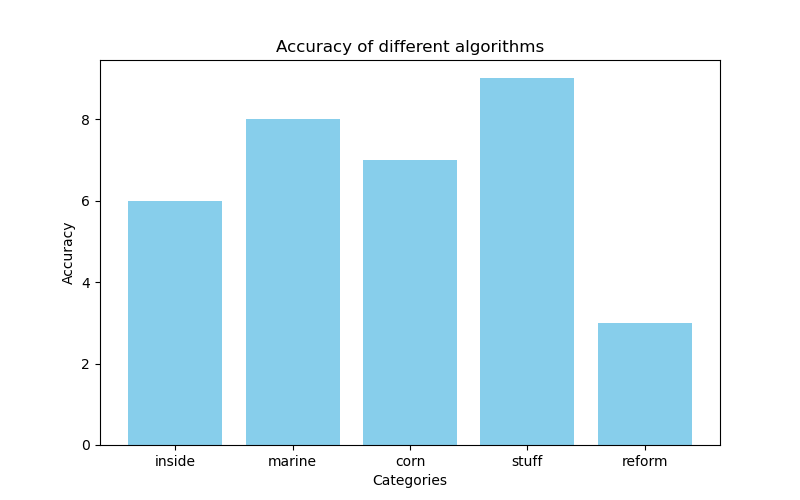 Accuracy of different algorithms
Accuracy
8
6
4
2
0
inside marine corn stuff reform
Categories